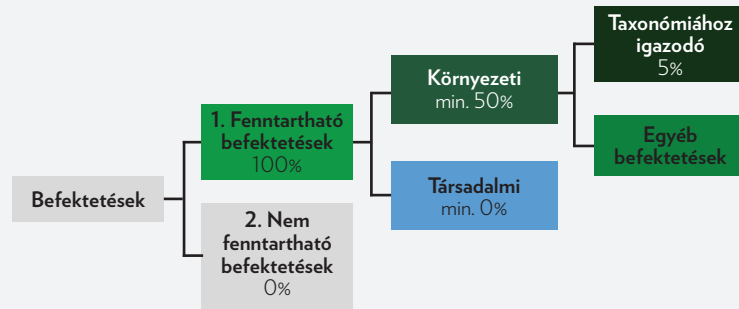 Befektetések
1. Fenntartható
befektetések
100%
2. Nem
fenntartható
befektetések
0%
Környezeti
min. 50%
Társadalmi
min. 0%
Taxonómiához
igazodó
5%
Egyéb
befektetések